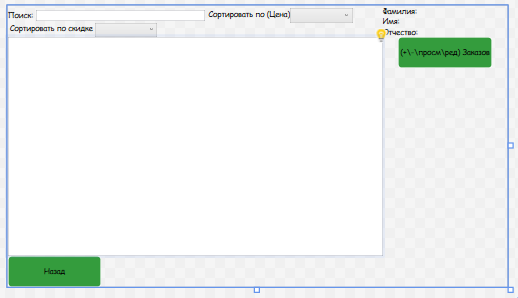 Поиск:
Сортировать по (Цена)
Сортировать по скидке
Фамилия:
Имя:
Отчество:
(+\-\просм\ред) Заказов
Назад